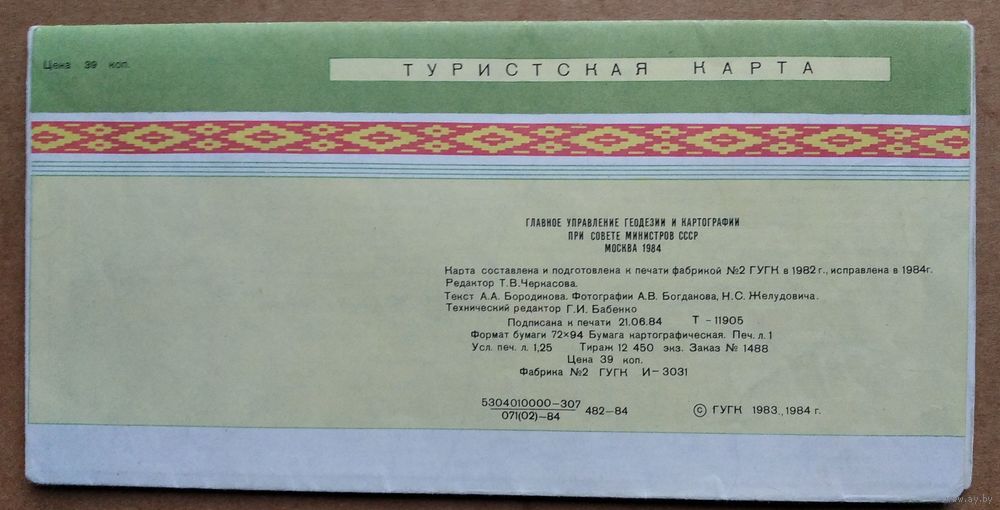 Цена 39 коп.
ТУРИСТСКАЯ КАРТА
ГЛАВНОЕ УПРАВЛЕНИЕ ГЕОДЕЗИИ И КАРТОГРАФИИ
ПРИ СОВЕТЕ МИНИСТРОВ СССР
МОСКВА 1984
Карта составлена и подготовлена к печати фабрикой №2 ГУГК в 1982 г., исправлена в 1984г.
Редактор Т.В.Черкасова.
Текст А.А. Бородинова. Фотографии А.В. Богданова, Н.С. Желудовича.
Технический редактор Г.И. Бабенко
Подписана к печати 21.06.84 Т – 11905
Формат бумаги 72×94 Бумага картографическая. Печ. л. 1
Усл. печ. л. 1,25 Тираж 12 450 экз. Заказ № 1488
Цена 39 коп.
Фабрика №2 ГУГК И – 3031
5304010000–307
071(02)–84
482–84
© ГУГК 1983., 1984 г.
www.ay.by